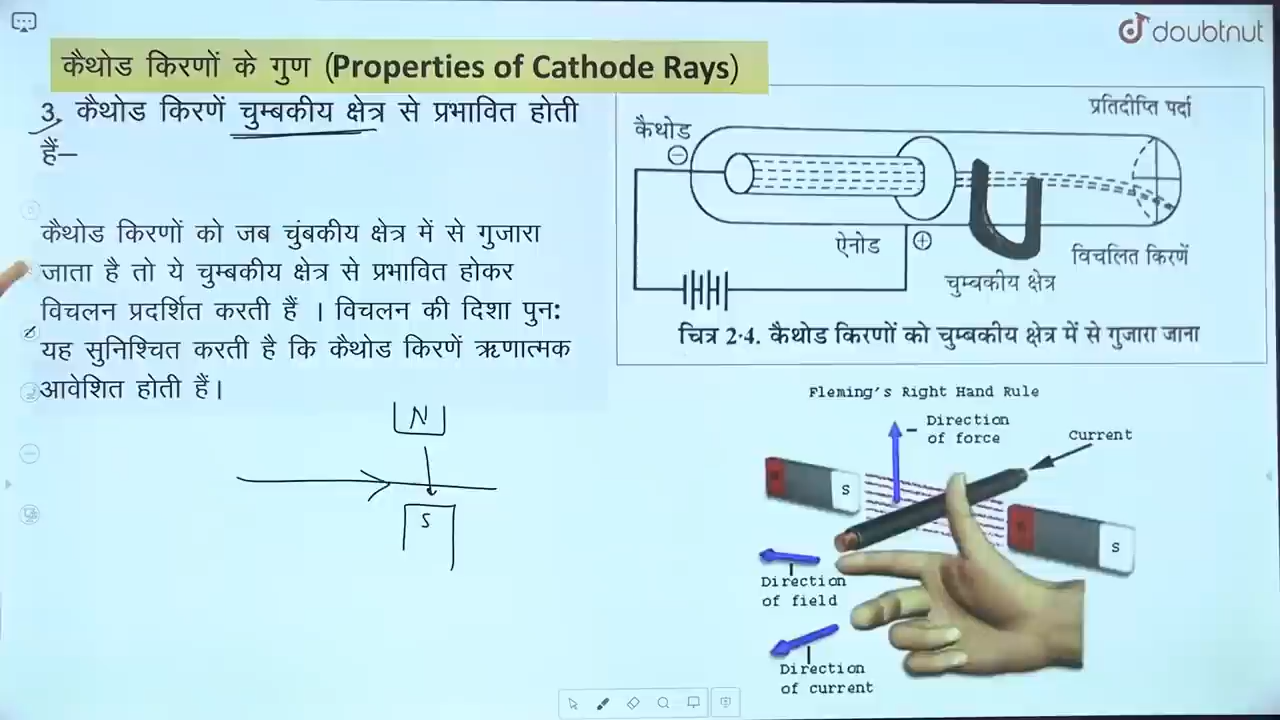 doubtnut
कैथोड किरणों के गुण (Properties of Cathode Rays)
3. कैथोड किरणें चुम्बकीय क्षेत्र से प्रभावित होती
हैं–
कैथोड किरणों को जब चुंबकीय क्षेत्र में से गुजारा
जाता है तो ये चुम्बकीय क्षेत्र से प्रभावित होकर
विचलन प्रदर्शित करती हैं । विचलन की दिशा पुन:
यह सुनिश्चित करती है कि कैथोड किरणें ऋणात्मक
आवेशित होती हैं।
N
S
प्रतिदीप्ति पर्दा
कैथोड
ऐनोड
विचलित किरणें
चुम्बकीय क्षेत्र
चित्र 2·4. कैथोड किरणों को चुम्बकीय क्षेत्र में से गुजारा जाना
Fleming's Right Hand Rule
Direction
of force
Current
S
S
Direction
of field
Direction
of current